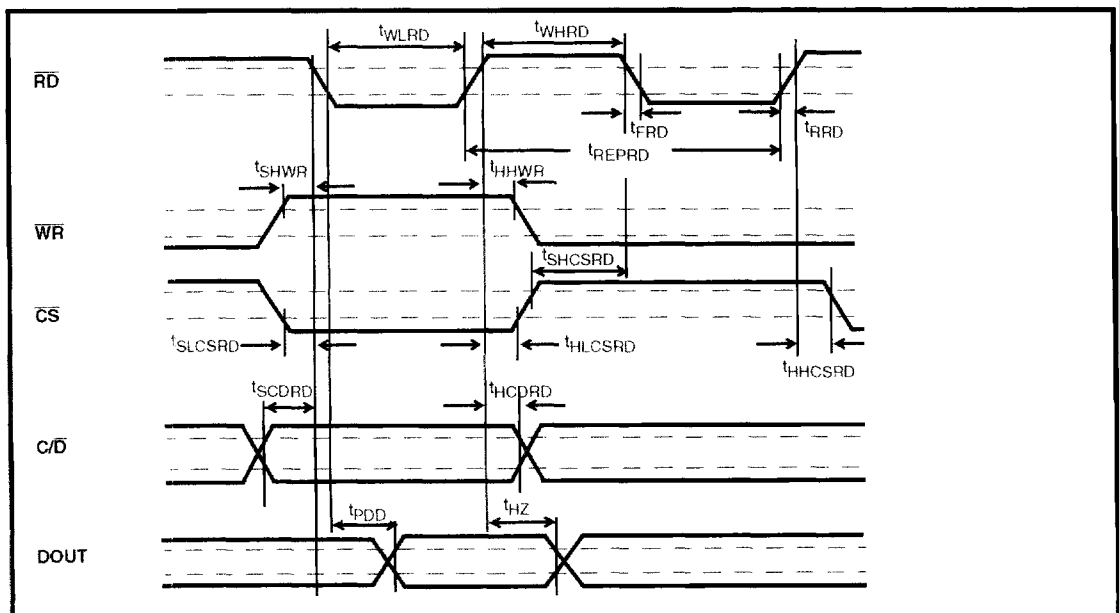 tWLRD tWHRD
RD
tFRD tRRD
tREPRD
tSHWR tHHWR
WR
tSHCSRD
CS
tSLCSRD tHLCSRD
tHHCSRD
tSCDRD tHCDRD
C/D
tPDD tHZ
DOUT